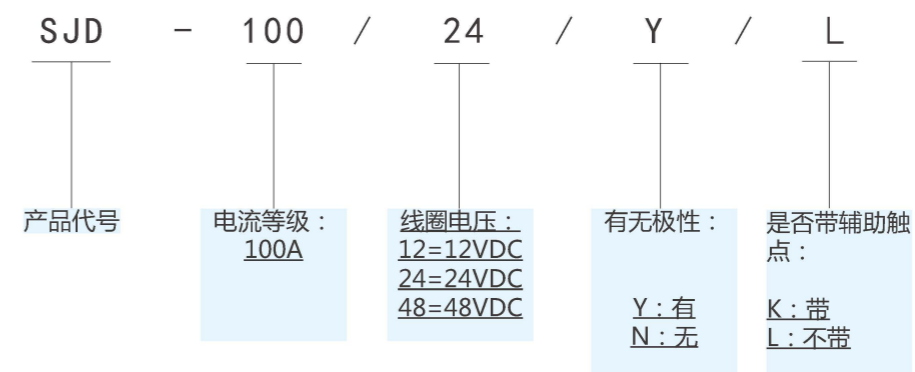 SJD - 100 / 24 / Y / L
产品代号
电流等级：
100A
线圈电压：
12=12VDC
24=24VDC
48=48VDC
有无极性：
Y：有
N：无
是否带辅助触
点：
K：带
L：不带